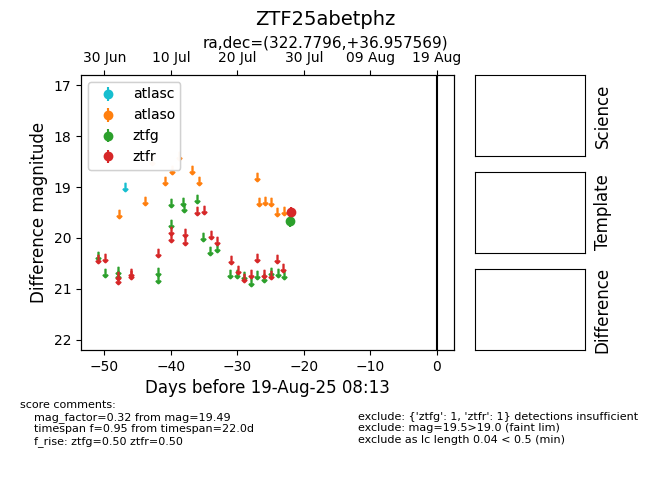 ZTF25abetphz
ra,dec=(322.7796,+36.957569)
30 Jun 10 Jul 20 Jul 30 Jul 09 Aug 19 Aug
atlasc
atlaso
ztfg
ztfr
17
18
19
20
21
22
Difference magnitude
−50 −40 −30 −20 −10 0
Days before 19-Aug-25 08:13
Science
Template
Difference
score comments:
mag_factor=0.32 from mag=19.49
timespan f=0.95 from timespan=22.0d
f_rise: ztfg=0.50 ztfr=0.50
exclude: {'ztfg': 1, 'ztfr': 1} detections insufficient
exclude: mag=19.5>19.0 (faint lim)
exclude as lc length 0.04 < 0.5 (min)